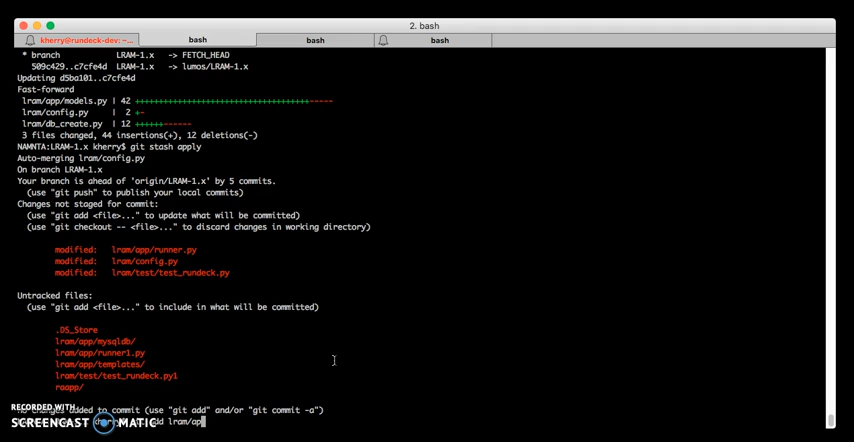 2. bash
kherry@rundeck-dev: ~... bash bash bash
* branch LRAM-1.x -> FETCH_HEAD
509c429..c7cfe4d LRAM-1.x -> lumos/LRAM-1.x
Updating d5ba101..c7cfe4d
Fast-forward
lram/app/models.py | 42 +++++++++++++++++++++++++++++++++++++-----
lram/config.py | 2 +-
lram/db_create.py | 12 ++++++------
3 files changed, 44 insertions(+), 12 deletions(-)
NAMNTA:LRAM-1.x kherry$ git stash apply
Auto-merging lram/config.py
On branch LRAM-1.x
Your branch is ahead of 'origin/LRAM-1.x' by 5 commits.
(use "git push" to publish your local commits)
Changes not staged for commit:
(use "git add <file>..." to update what will be committed)
(use "git checkout -- <file>..." to discard changes in working directory)
modified: lram/app/runner.py
modified: lram/config.py
modified: lram/test/test_rundeck.py
Untracked files:
(use "git add <file>..." to include in what will be committed)
.DS_Store
lram/app/mysqldb/
lram/app/runner1.py
lram/app/templates/
lram/test/test_rundeck.py1
raapp/
no changes added to commit (use "git add" and/or "git commit -a")
add lram/ap
RECORDED WITH
SCREENCAST MATIC